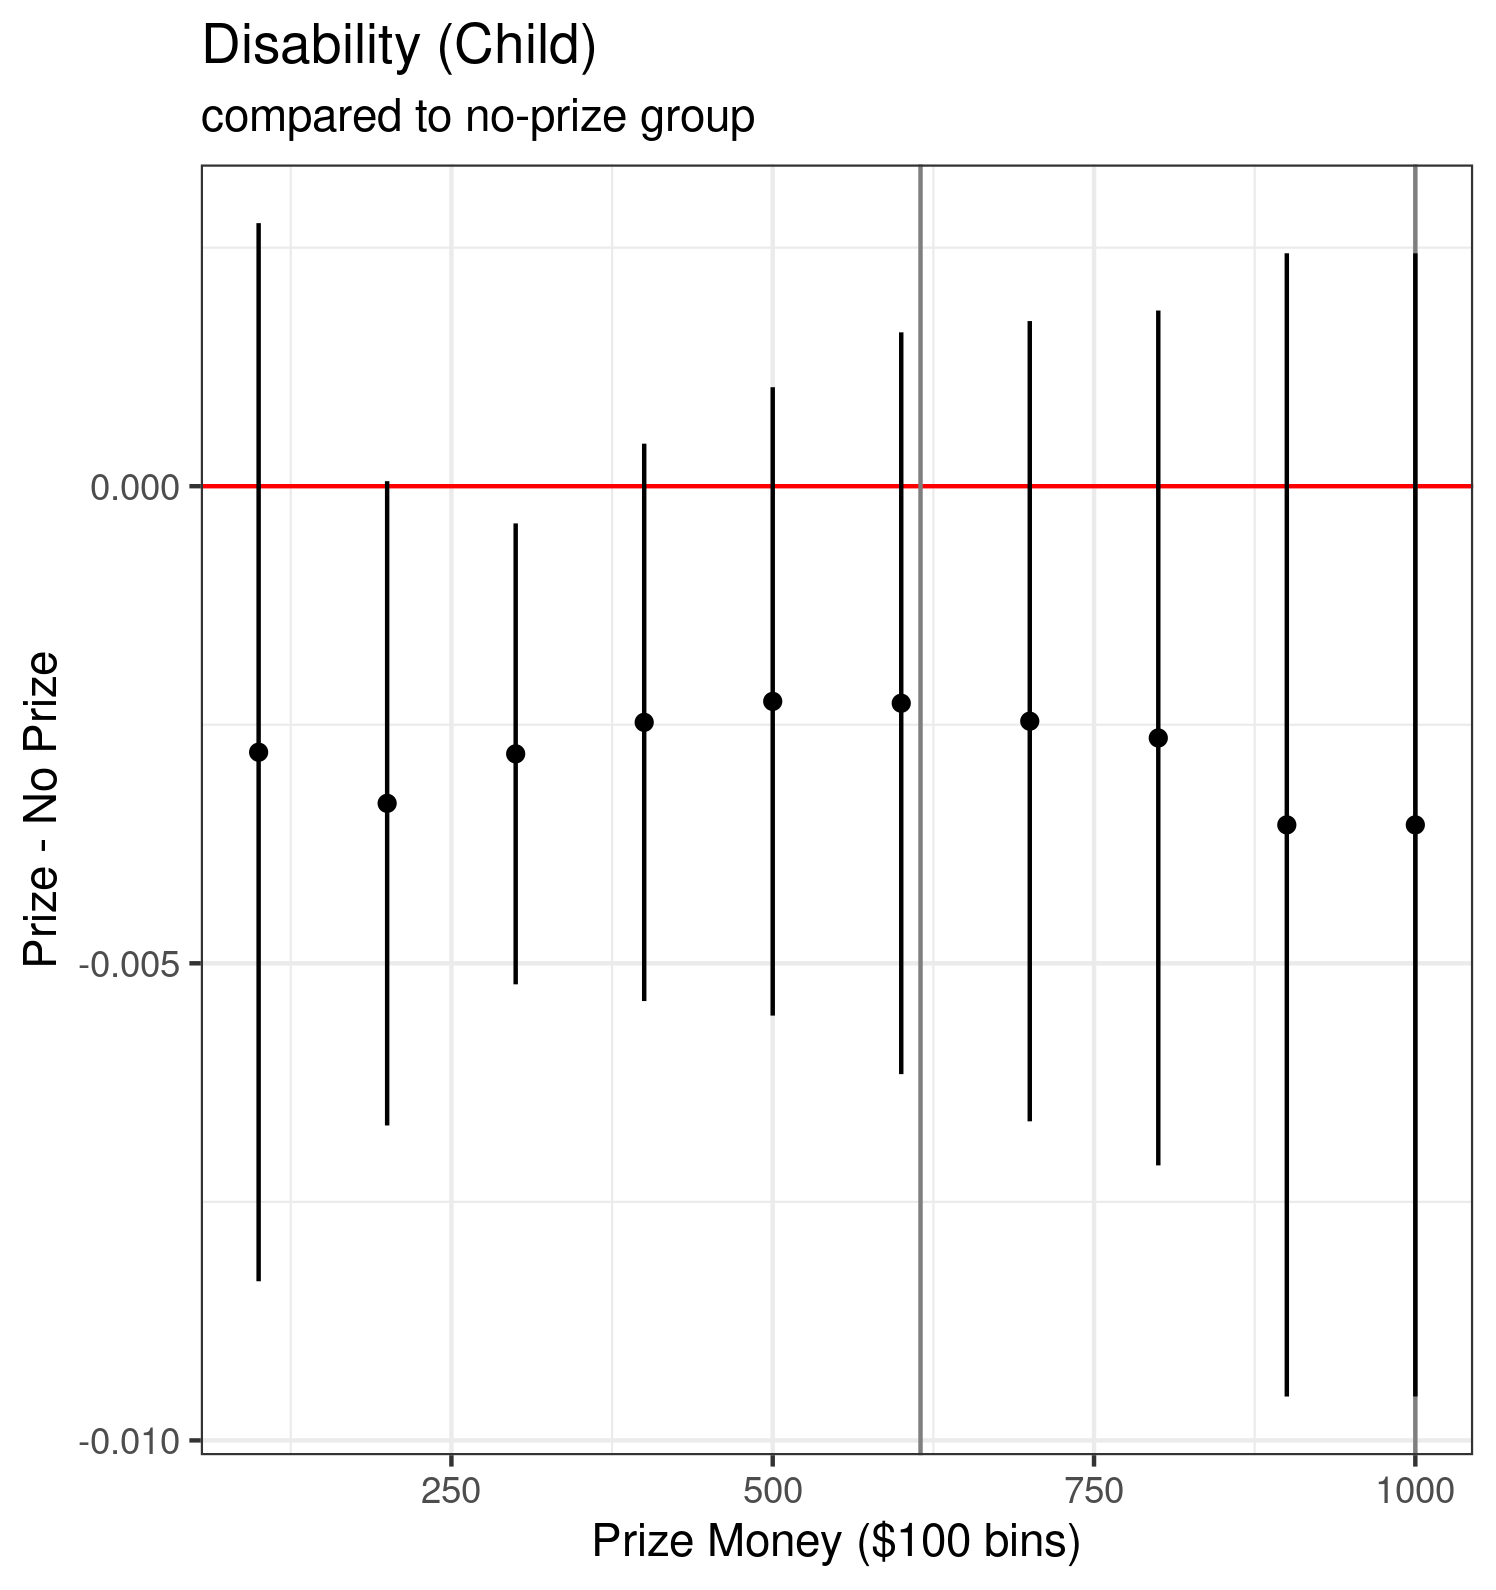 Disability (Child)
compared to no-prize group
Prize - No Prize
0.000
-0.005
-0.010
250 500 750 1000
Prize Money ($100 bins)